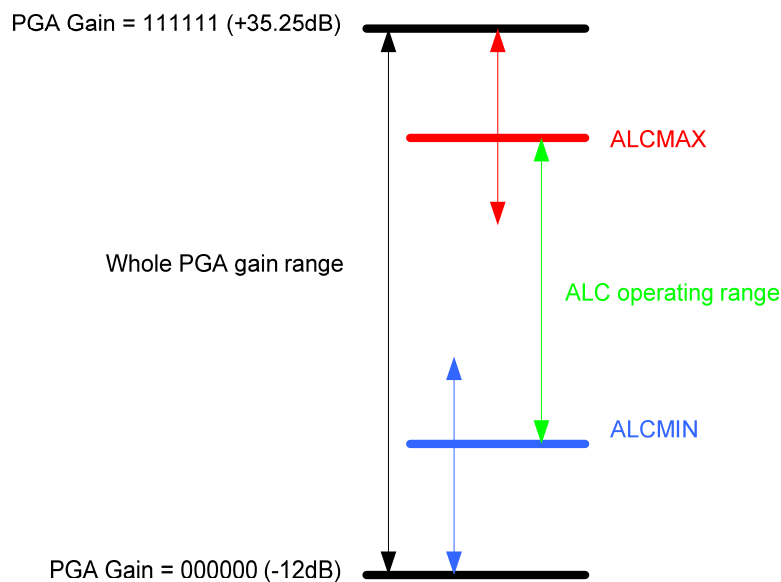 PGA Gain = 111111 (+35.25dB)
ALCMAX
Whole PGA gain range
ALC operating range
ALCMIN
PGA Gain = 000000 (-12dB)